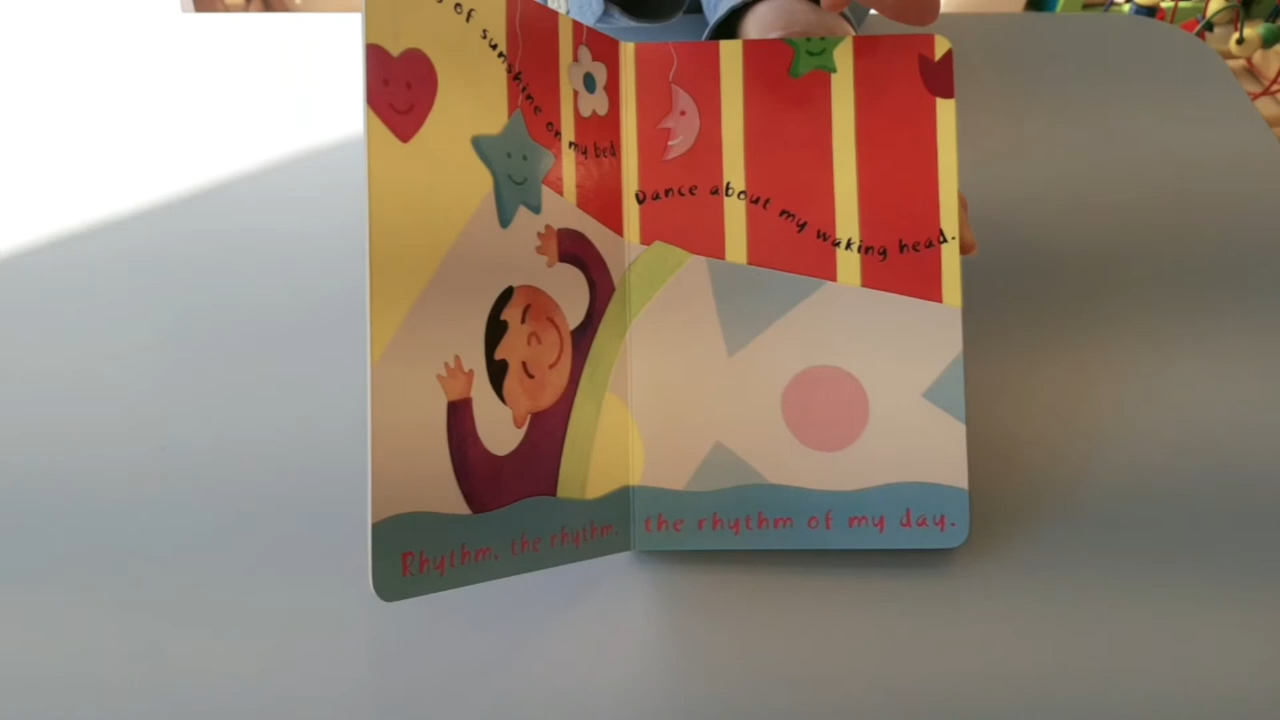 of sunshine on my bed
Dance about my waking head.
Rhythm, the rhythm, the rhythm of my day.